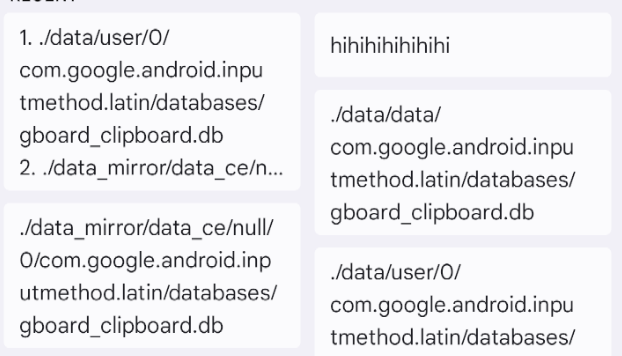 1. ./data/user/0/
com.google.android.inpu
tmethod.latin/databases/
gboard_clipboard.db
2. ./data_mirror/data_ce/n...
./data_mirror/data_ce/null/
0/com.google.android.inp
utmethod.latin/databases/
gboard_clipboard.db
hihihihihihihi
./data/data/
com.google.android.inpu
tmethod.latin/databases/
gboard_clipboard.db
./data/user/0/
com.google.android.inpu
tmethod.latin/databases/